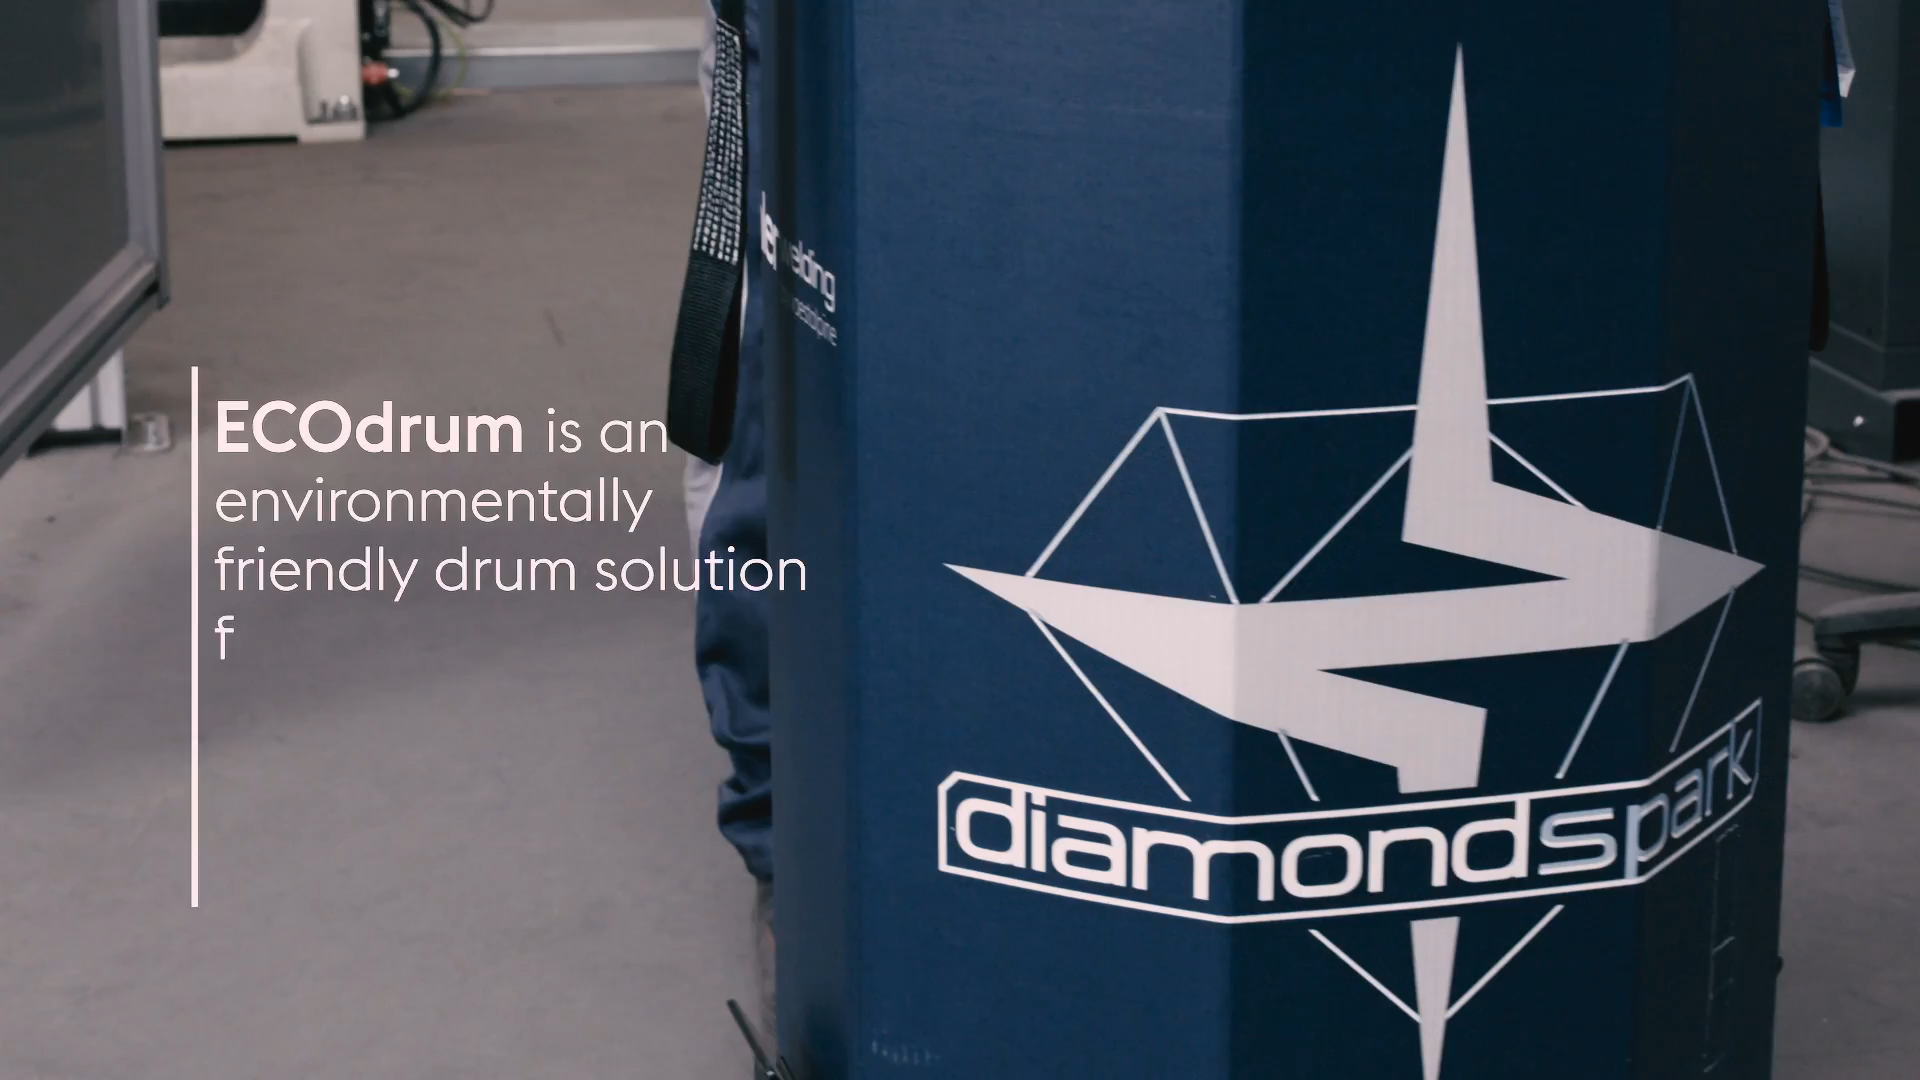 ECOdrum is an
environmentally
friendly drum solution
f
diamondspark